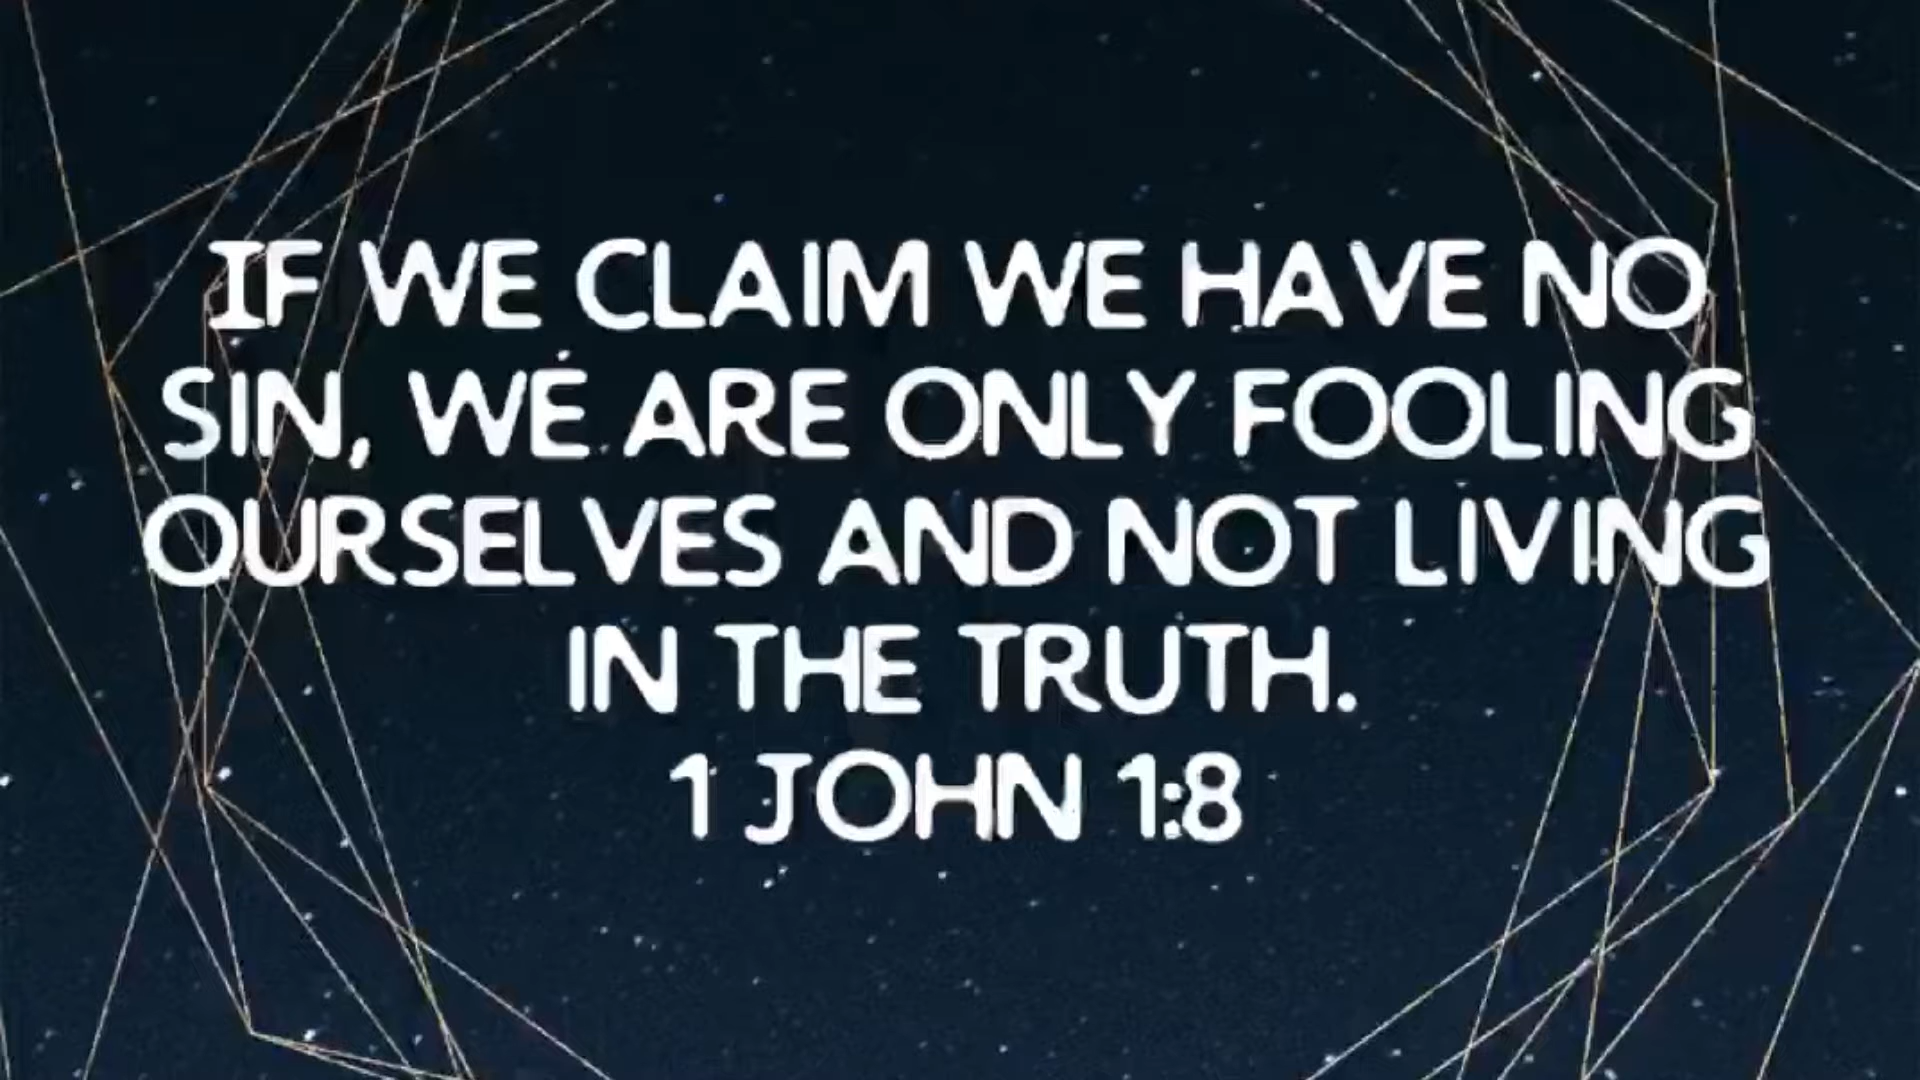 IF WE CLAIM WE HAVE NO
SIN, WE ARE ONLY FOOLING
OURSELVES AND NOT LIVING
IN THE TRUTH.
1 JOHN 1:8